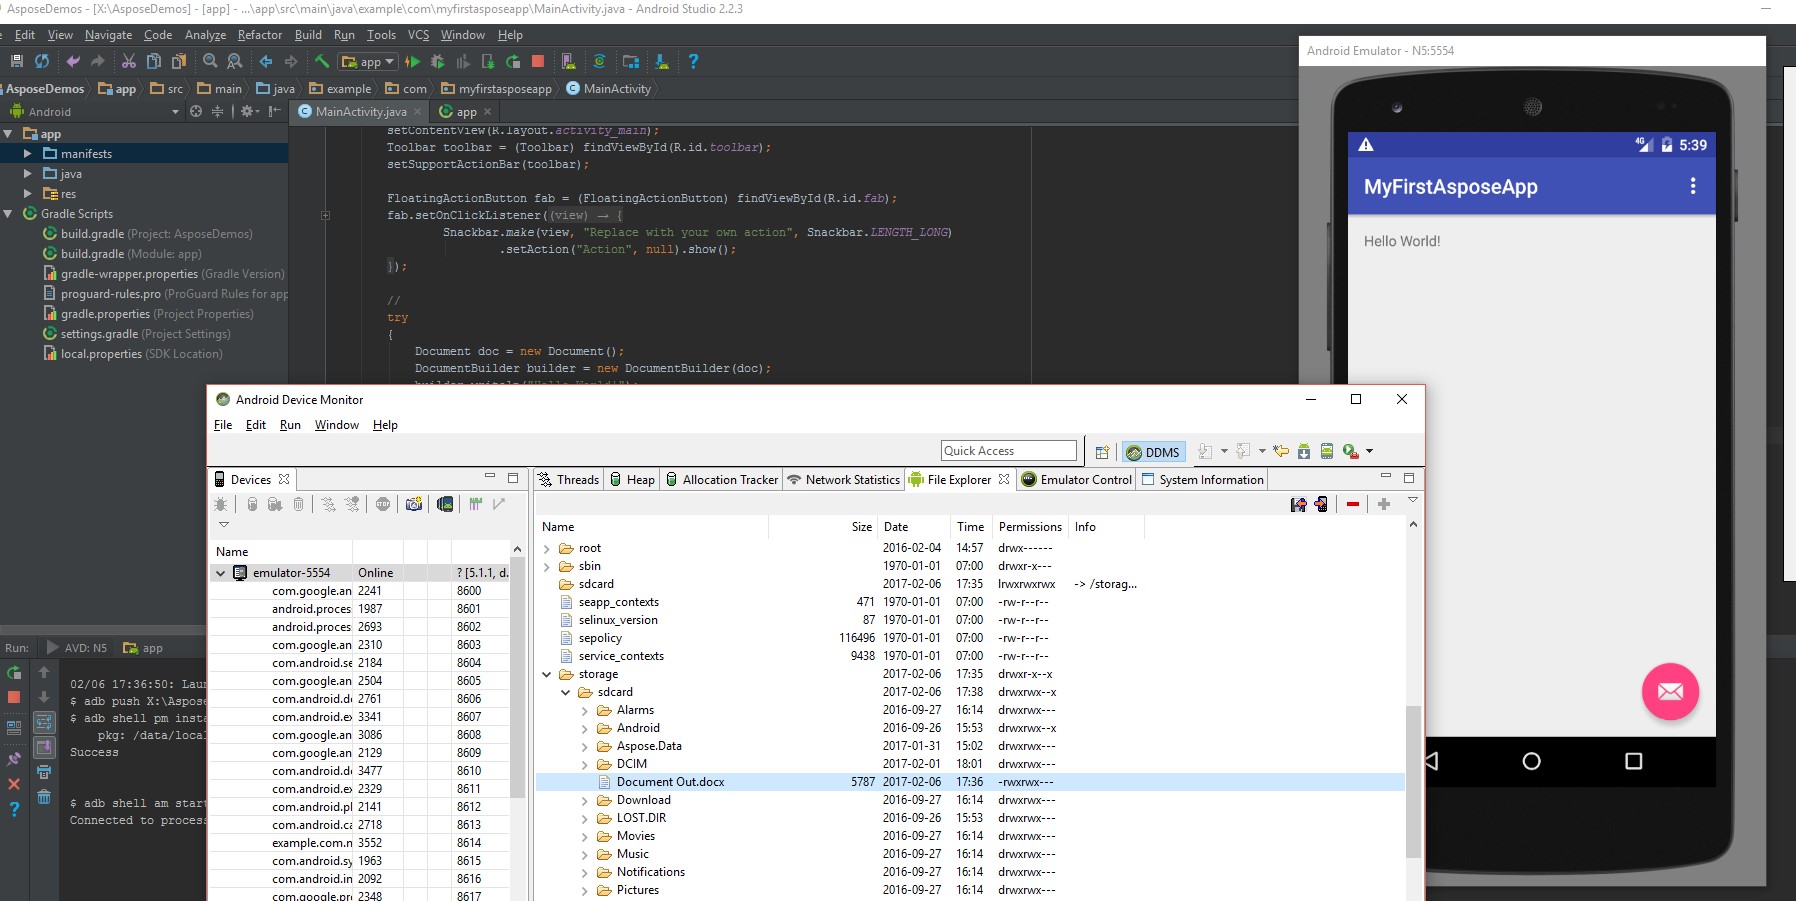 AsposeDemos - [X:\AsposeDemos] - [app] - ...\app\src\main\java\example\com\myfirstasposeapp\MainActivity.java - Android Studio 2.2.3
Edit View Navigate Code Analyze Refactor Build Run Tools VCS Window Help
app
AsposeDemos app src main java example com myfirstasposeapp MainActivity
Android
MainActivity.java app
app
manifests
java
res
Gradle Scripts
build.gradle (Project: AsposeDemos)
build.gradle (Module: app)
gradle-wrapper.properties (Gradle Version)
proguard-rules.pro (ProGuard Rules for app
gradle.properties (Project Properties)
settings.gradle (Project Settings)
local.properties (SDK Location)
setContentView(R.layout.activity_main);
Toolbar toolbar = (Toolbar) findViewById(R.id.toolbar);
setSupportActionBar(toolbar);
FloatingActionButton fab = (FloatingActionButton) findViewById(R.id.fab);
fab.setOnClickListener((view) → {
Snackbar.make(view, "Replace with your own action", Snackbar.LENGTH_LONG)
.setAction("Action", null).show();
});
//
try
{
Document doc = new Document();
DocumentBuilder builder = new DocumentBuilder(doc);
builder.writeln("Hello World!");
Android Emulator - N5:5554
4G 5:39
MyFirstAsposeApp
Hello World!
Run: AVD: N5 app
02/06 17:36:50: Laun
$ adb push X:\Aspose
$ adb shell pm insta
pkg: /data/local
Success
$ adb shell am start
Connected to process
Android Device Monitor
File Edit Run Window Help
Quick Access
DDMS
Devices
Name
emulator-5554 Online ? [5.1.1, d.
com.google.an 2241 8600
android.proces 1987 8601
android.proces 2693 8602
com.google.an 2310 8603
com.android.se 2184 8604
com.google.an 2504 8605
com.android.de 2761 8606
com.android.ex 3341 8607
com.google.an 3086 8608
com.google.an 2129 8609
com.android.de 3477 8610
com.android.ex 2329 8611
com.android.pl 2141 8612
com.android.ca 2718 8613
example.com.n 3552 8614
com.android.sy 1963 8615
com.android.in 2092 8616
com.google.pr 2348 8617
Threads Heap Allocation Tracker Network Statistics File Explorer Emulator Control System Information
Name Size Date Time Permissions Info
root 2016-02-04 14:57 drwx------
sbin 1970-01-01 07:00 drwxr-x---
sdcard 2017-02-06 17:35 lrwxrwxrwx -> /storag...
seapp_contexts 471 1970-01-01 07:00 -rw-r--r--
selinux_version 87 1970-01-01 07:00 -rw-r--r--
sepolicy 116496 1970-01-01 07:00 -rw-r--r--
service_contexts 9438 1970-01-01 07:00 -rw-r--r--
storage 2017-02-06 17:35 drwxr-x--x
sdcard 2017-02-06 17:38 drwxrwx--x
Alarms 2016-09-27 16:14 drwxrwx---
Android 2016-09-26 15:53 drwxrwx--x
Aspose.Data 2017-01-31 15:02 drwxrwx---
DCIM 2017-02-01 18:01 drwxrwx---
Document Out.docx 5787 2017-02-06 17:36 -rwxrwx---
Download 2016-09-27 16:14 drwxrwx---
LOST.DIR 2016-09-26 15:53 drwxrwx---
Movies 2016-09-27 16:14 drwxrwx---
Music 2016-09-27 16:14 drwxrwx---
Notifications 2016-09-27 16:14 drwxrwx---
Pictures 2016-09-27 16:14 drwxrwx---